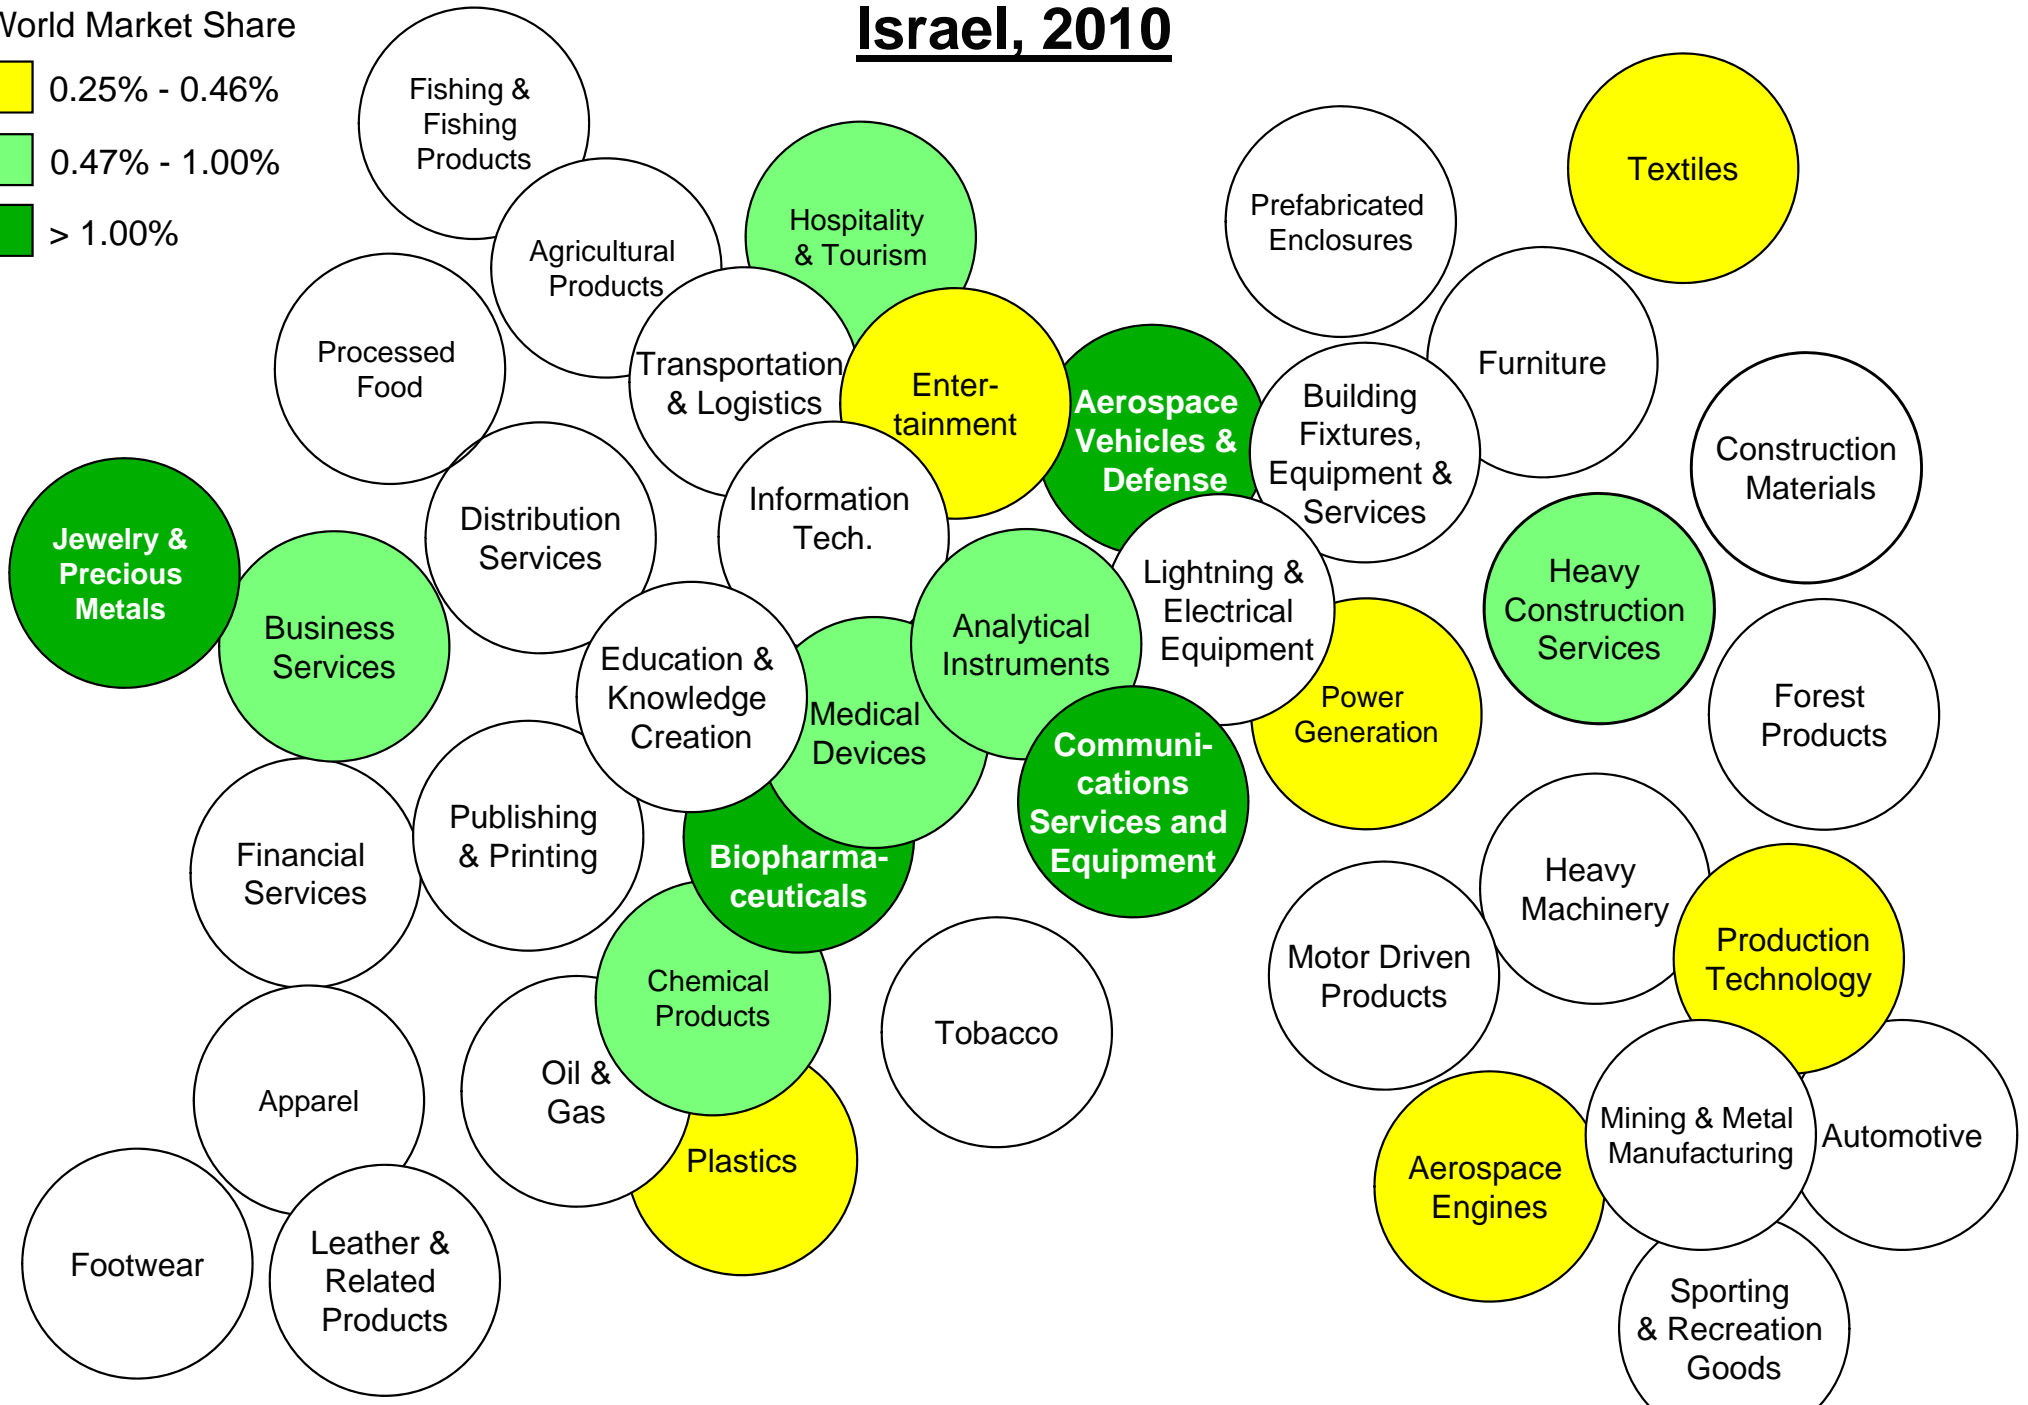 Israel, 2010
World Market Share
0.25% - 0.46%
0.47% - 1.00%
> 1.00%
Fishing &
Fishing
Products
Agricultural
Products
Hospitality
& Tourism
Prefabricated
Enclosures
Textiles
Processed
Food
Transportation
& Logistics
Enter-
tainment
Aerospace
Vehicles &
Defense
Building
Fixtures,
Equipment &
Services
Furniture
Construction
Materials
Jewelry &
Precious
Metals
Business
Services
Distribution
Services
Information
Tech.
Education &
Knowledge
Creation
Medical
Devices
Analytical
Instruments
Lightning &
Electrical
Equipment
Power
Generation
Heavy
Construction
Services
Forest
Products
Communi-
cations
Services and
Equipment
Financial
Services
Publishing
& Printing
Biopharma-
ceuticals
Chemical
Products
Tobacco
Motor Driven
Products
Heavy
Machinery
Production
Technology
Apparel
Oil &
Gas
Plastics
Aerospace
Engines
Mining & Metal
Manufacturing
Automotive
Footwear
Leather &
Related
Products
Sporting
& Recreation
Goods